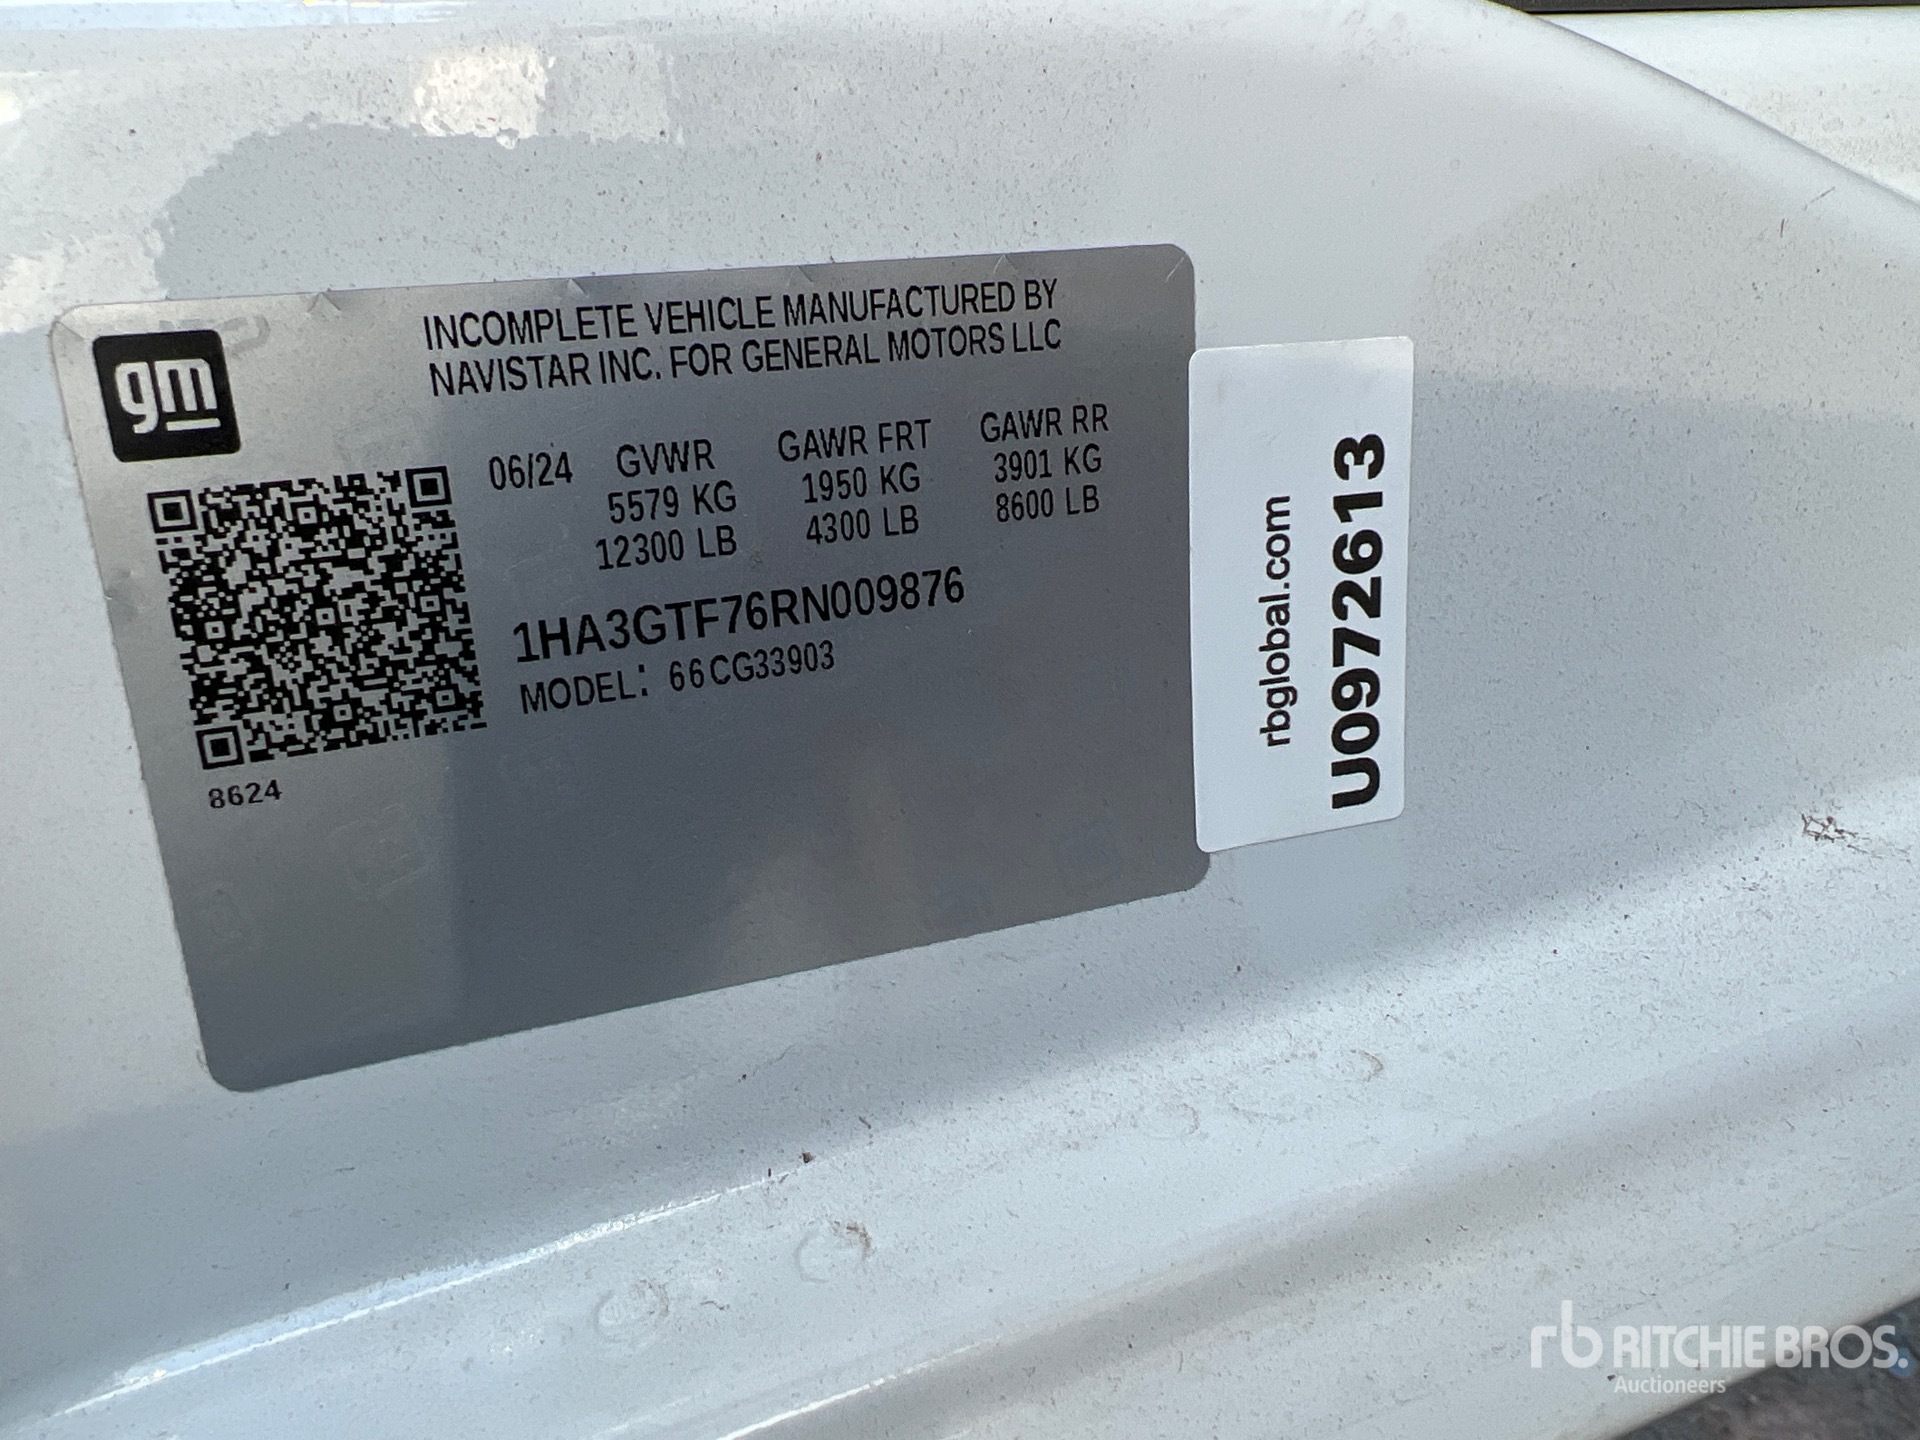 gm
INCOMPLETE VEHICLE MANUFACTURED BY
NAVISTAR INC. FOR GENERAL MOTORS LLC
06/24 GVWR GAWR FRT GAWR RR
5579 KG 1950 KG 3901 KG
12300 LB 4300 LB 8600 LB
1HA3GTF76RN009876
MODEL: 66CG33903
8624
rbglobal.com
U0972613
rb RITCHIE BROS.
Auctioneers